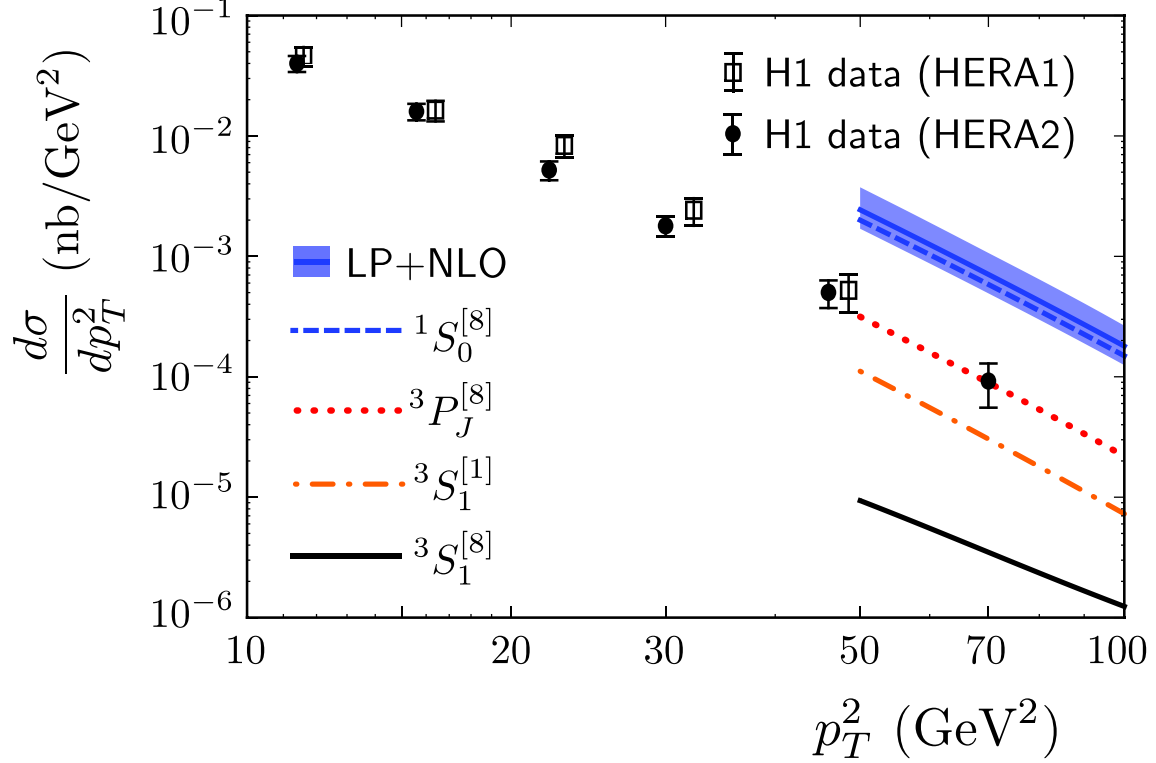 10^{-1}
10^{-2}
10^{-3}
10^{-4}
10^{-5}
10^{-6}
dσ/dp_T^2 (nb/GeV^2)
H1 data (HERA1)
H1 data (HERA2)
LP+NLO
^1S_0^{[8]}
^3P_J^{[8]}
^3S_1^{[1]}
^3S_1^{[8]}
10 20 30 50 70 100
p_T^2 (GeV^2)